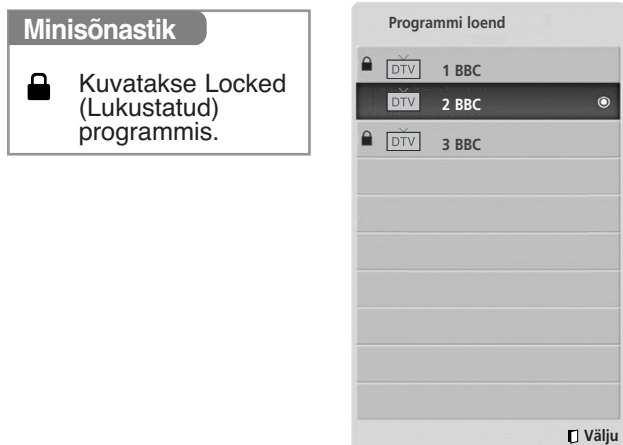 Minisõnastik
Kuvatakse Locked
(Lukustatud)
programmis.
Programmi loend
DTV 1 BBC
DTV 2 BBC
DTV 3 BBC
Välju